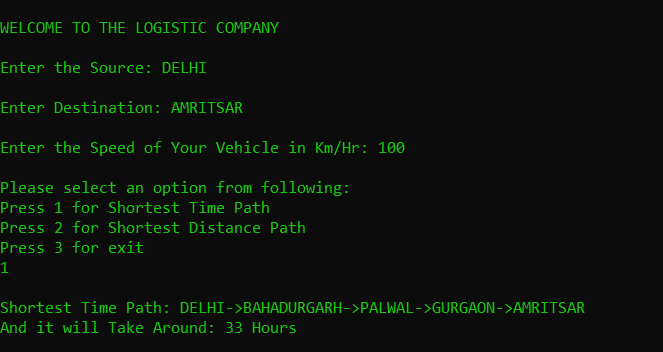 WELCOME TO THE LOGISTIC COMPANY
Enter the Source: DELHI
Enter Destination: AMRITSAR
Enter the Speed of Your Vehicle in Km/Hr: 100
Please select an option from following:
Press 1 for Shortest Time Path
Press 2 for Shortest Distance Path
Press 3 for exit
1
Shortest Time Path: DELHI->BAHADURGARH->PALWAL->GURGAON->AMRITSAR
And it will Take Around: 33 Hours